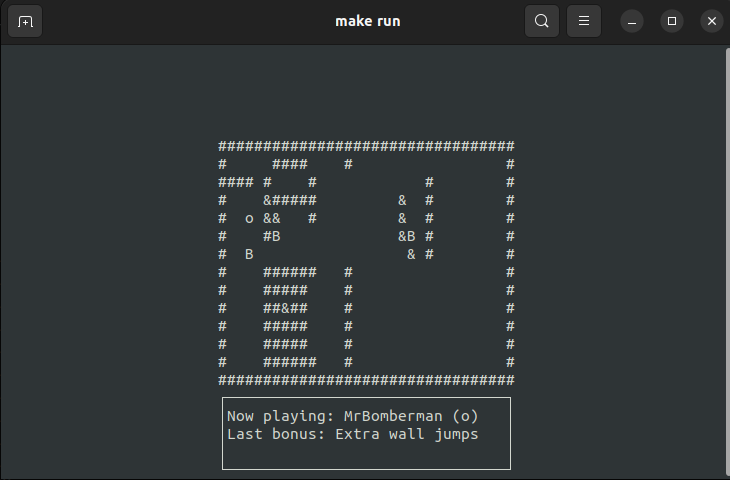 make run
#################################
#     ####    #                 #
#### #    #            #        #
#    &#####         &  #        #
#  o &&   #         &  #        #
#    #B             &B #        #
#  B                 & #        #
#    ######   #                 #
#    #####    #                 #
#    ##&##    #                 #
#    #####    #                 #
#    #####    #                 #
#    ######   #                 #
#################################
Now playing: MrBomberman (o)
Last bonus: Extra wall jumps